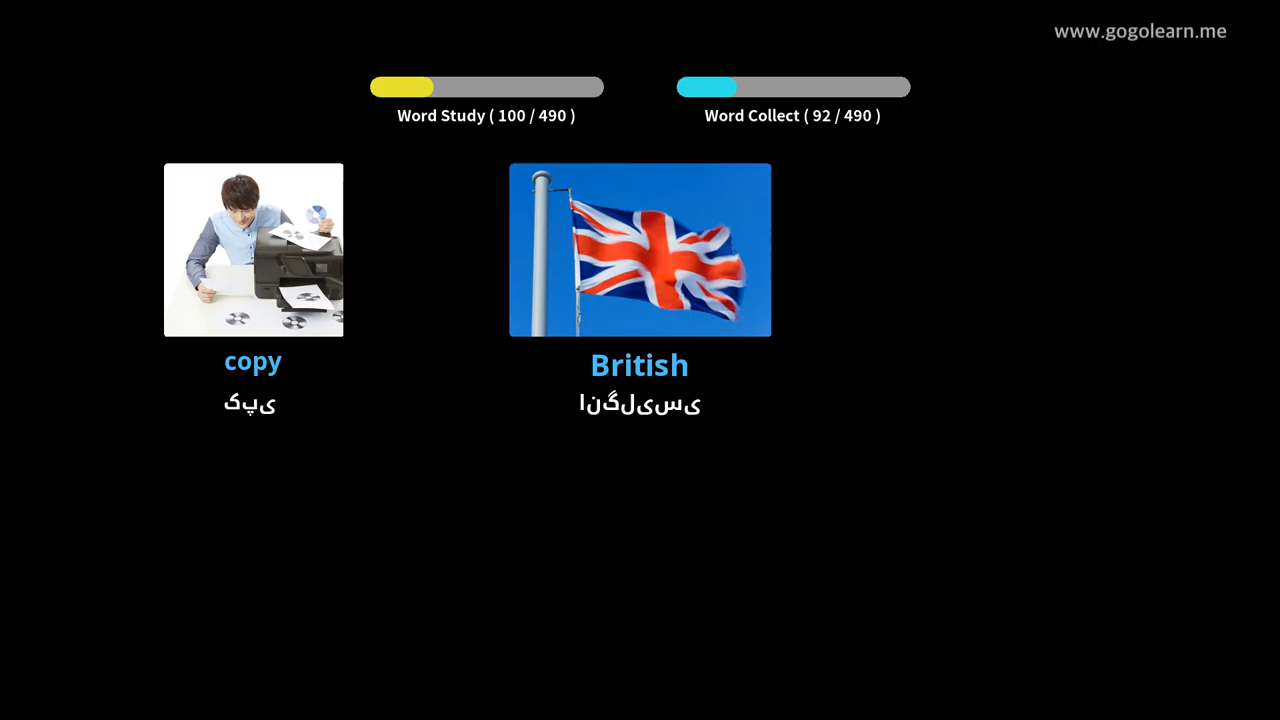 www.gogolearn.me
Word Study ( 100 / 490 )
Word Collect ( 92 / 490 )
copy
British
کپی
انگلیسی